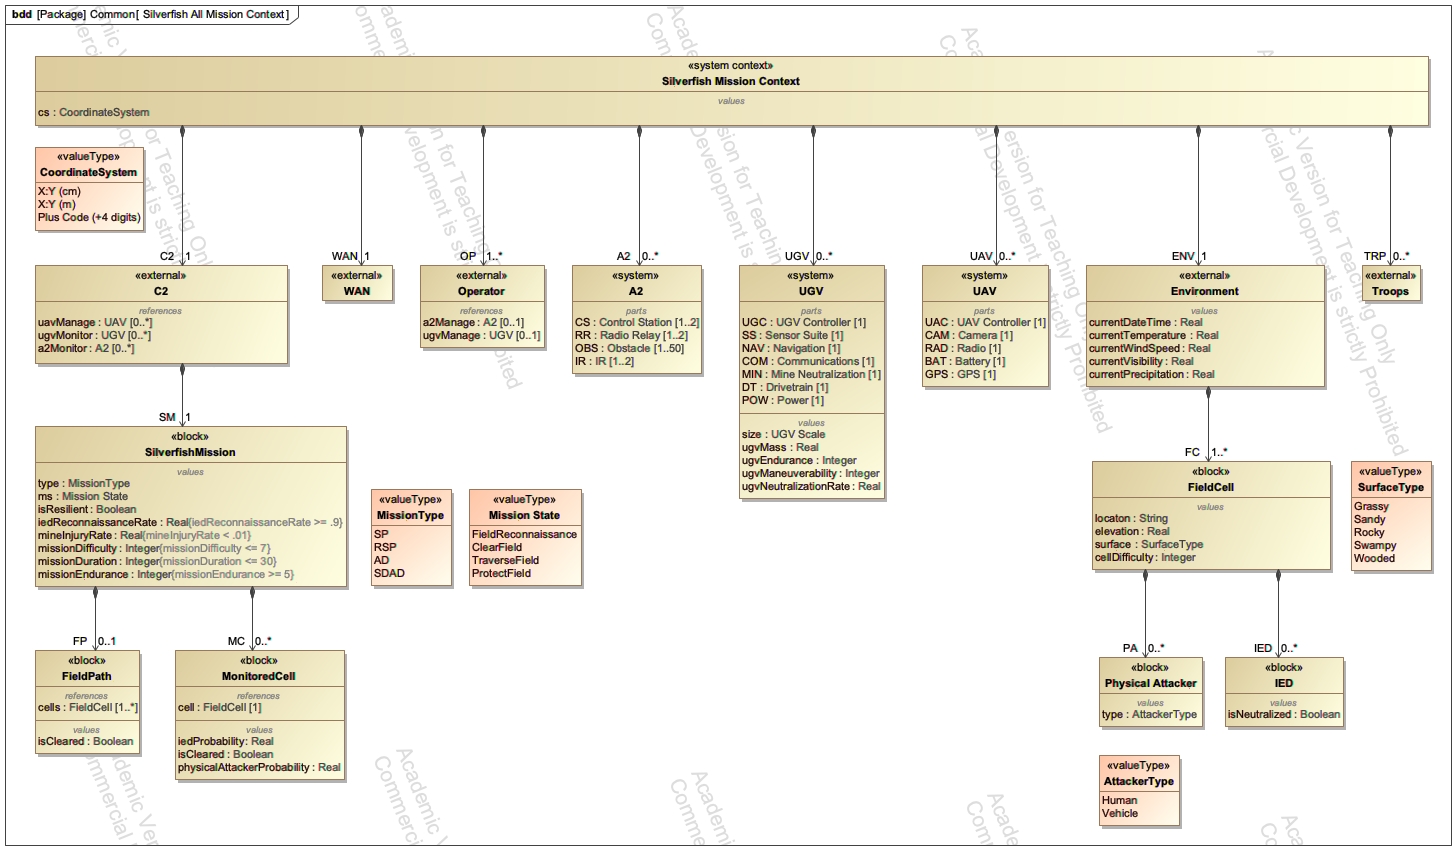 bdd [Package] Common[ Silverfish All Mission Context]
«system context»
Silverfish Mission Context
values
cs : CoordinateSystem
«valueType»
CoordinateSystem
X:Y (cm)
X:Y (m)
Plus Code (+4 digits)
C2 1
WAN 1
OP 1..*
A2 0..*
UGV 0..*
UAV 0..*
ENV 1
TRP 0..*
«external»
C2
references
uavManage : UAV [0..*]
ugvMonitor : UGV [0..*]
a2Monitor : A2 [0..*]
«external»
WAN
«external»
Operator
references
a2Manage : A2 [0..1]
ugvManage : UGV [0..1]
«system»
A2
parts
CS : Control Station [1..2]
RR : Radio Relay [1..2]
OBS : Obstacle [1..50]
IR : IR [1..2]
«system»
UGV
parts
UGC : UGV Controller [1]
SS : Sensor Suite [1]
NAV : Navigation [1]
COM : Communications [1]
MIN : Mine Neutralization [1]
DT : Drivetrain [1]
POW : Power [1]
values
size : UGV Scale
ugvMass : Real
ugvEndurance : Integer
ugvManeuverability : Integer
ugvNeutralizationRate : Real
«system»
UAV
parts
UAC : UAV Controller [1]
CAM : Camera [1]
RAD : Radio [1]
BAT : Battery [1]
GPS : GPS [1]
«external»
Environment
values
currentDateTime : Real
currentTemperature : Real
currentWindSpeed : Real
currentVisibility : Real
currentPrecipitation : Real
«external»
Troops
SM 1
«block»
SilverfishMission
values
type : MissionType
ms : Mission State
isResilient : Boolean
iedReconnaissanceRate : Real{iedReconnaissanceRate >= .9}
mineInjuryRate : Real{mineInjuryRate < .01}
missionDifficulty : Integer{missionDifficulty <= 7}
missionDuration : Integer{missionDuration <= 30}
missionEndurance : Integer{missionEndurance >= 5}
«valueType»
MissionType
SP
RSP
AD
SDAD
«valueType»
Mission State
FieldReconnaissance
ClearField
TraverseField
ProtectField
FC 1..*
«block»
FieldCell
values
locaton : String
elevation : Real
surface : SurfaceType
cellDifficulty : Integer
«valueType»
SurfaceType
Grassy
Sandy
Rocky
Swampy
Wooded
FP 0..1
MC 0..*
«block»
FieldPath
references
cells : FieldCell [1..*]
values
isCleared : Boolean
«block»
MonitoredCell
references
cell : FieldCell [1]
values
iedProbability: Real
isCleared : Boolean
physicalAttackerProbability : Real
PA 0..*
IED 0..*
«block»
Physical Attacker
values
type : AttackerType
«block»
IED
values
isNeutralized : Boolean
«valueType»
AttackerType
Human
Vehicle